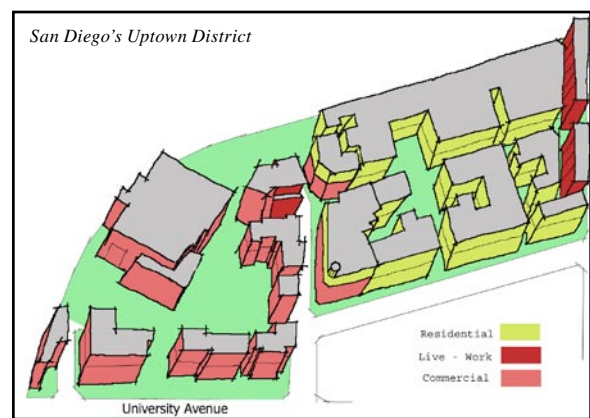 San Diego's Uptown District
Residential
Live - Work
Commercial
University Avenue